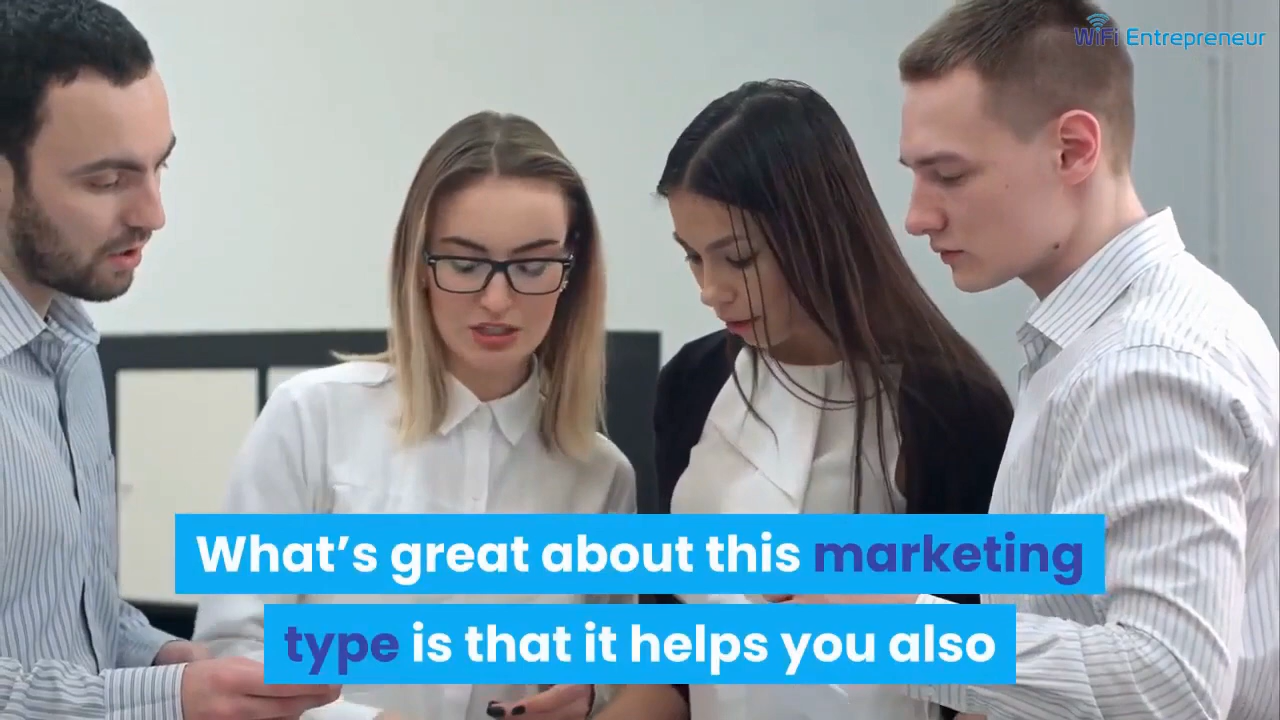 WiFi Entrepreneur
What's great about this marketing
type is that it helps you also